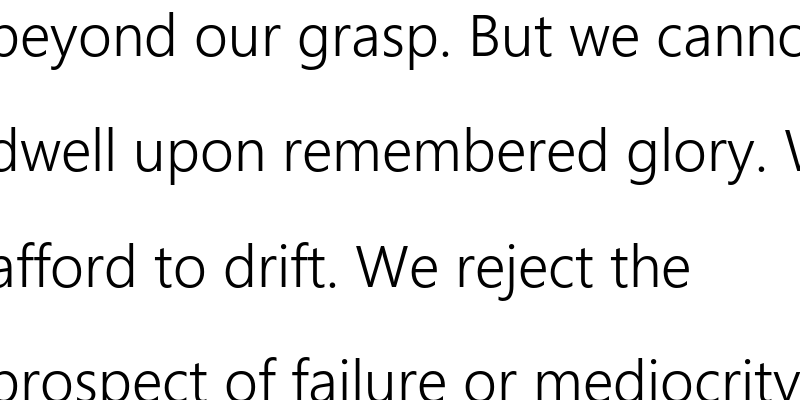 beyond our grasp. But we canno
dwell upon remembered glory.
afford to drift. We reject the
prospect of failure or mediocrity